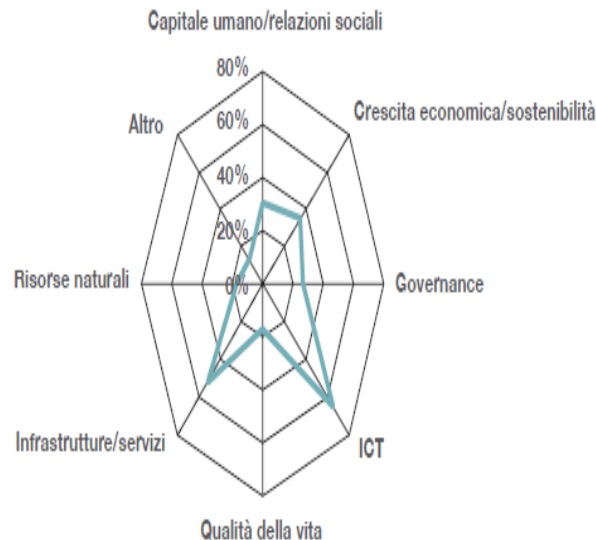 Capitale umano/relazioni sociali
80%
Crescita economica/sostenibilità
Altro
60%
40%
20%
Risorse naturali
0%
Governance
Infrastrutture/servizi
ICT
Qualità della vita